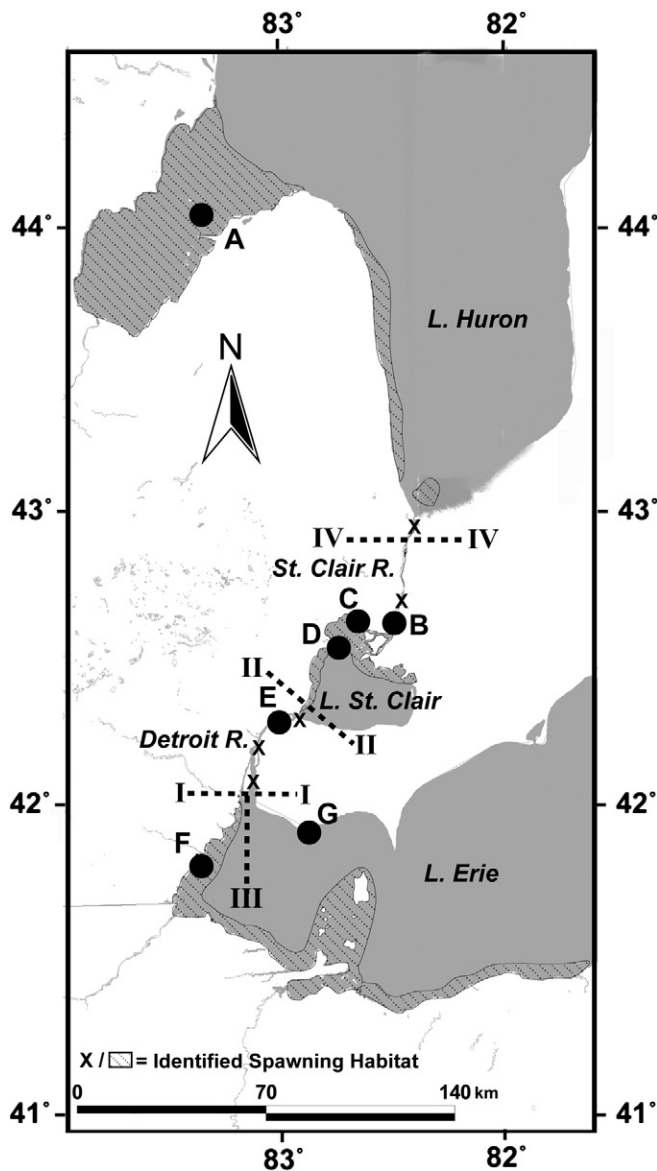 83° 82°
44° 44°
A
L. Huron
N
43° 43°
X
IV IV
St. Clair R.
X
C B
D
II
L. St. Clair
E X
Detroit R. X II
X
42° I I 42°
G
F
L. Erie
III
X / = Identified Spawning Habitat
0 70 140 km
41° 41°
83° 82°